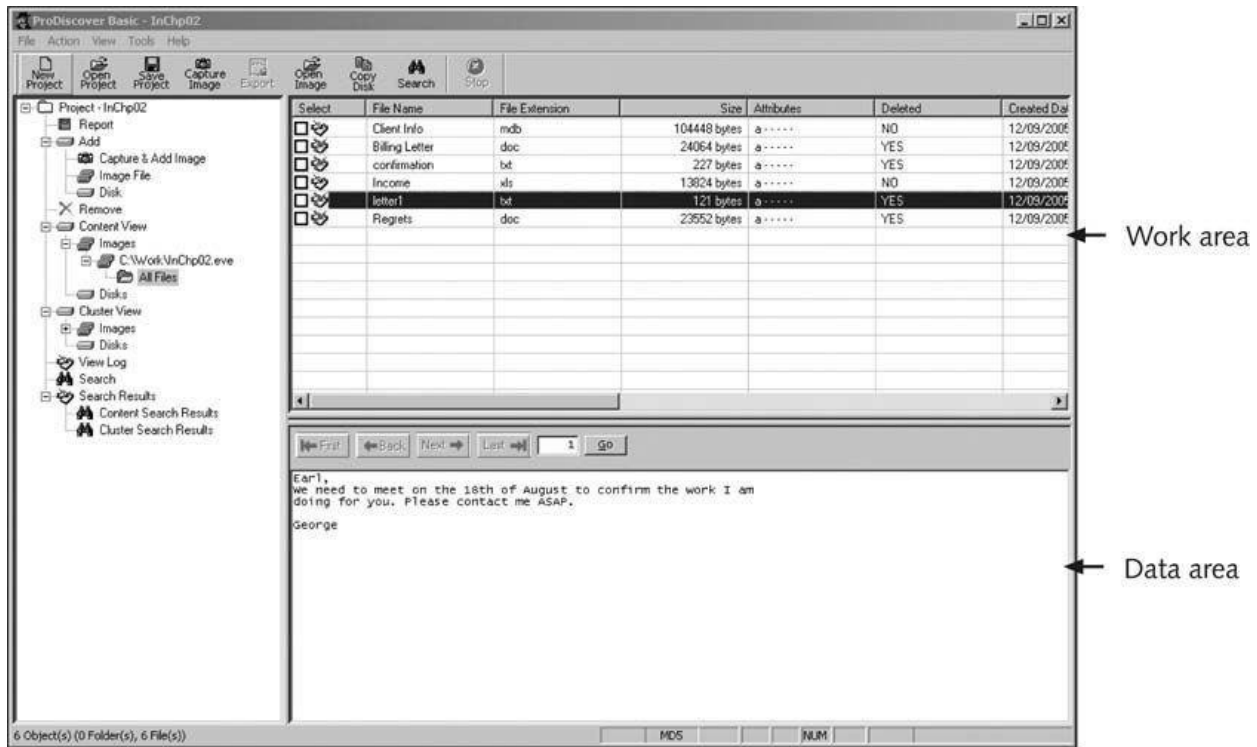 ProDiscover Basic - InChp02
File Action View Tools Help
New Project
Open Project
Save Project
Capture Image
Export
Open Image
Copy Disk
Search
Stop
Project - InChp02
Report
Add
Capture & Add Image
Image File
Disk
Remove
Content View
Images
C:\Work\InChp02.eve
All Files
Disks
Cluster View
Images
Disks
View Log
Search
Search Results
Content Search Results
Cluster Search Results
Select File Name File Extension Size Attributes Deleted Created Dat
Client Info mdb 104448 bytes a - - - - - NO 12/09/2005
Billing Letter doc 24064 bytes a - - - - - YES 12/09/2005
confirmation txt 227 bytes a - - - - - YES 12/09/2005
Income xls 13824 bytes a - - - - - NO 12/09/2005
letter1 txt 121 bytes a - - - - - YES 12/09/2005
Regrets doc 23552 bytes a - - - - - YES 12/09/2005
Work area
First Back Next Last 1 Go
Earl,
We need to meet on the 18th of August to confirm the work I am
doing for you. Please contact me ASAP.
George
Data area
6 Object(s) (0 Folder(s), 6 File(s)) MD5 NUM